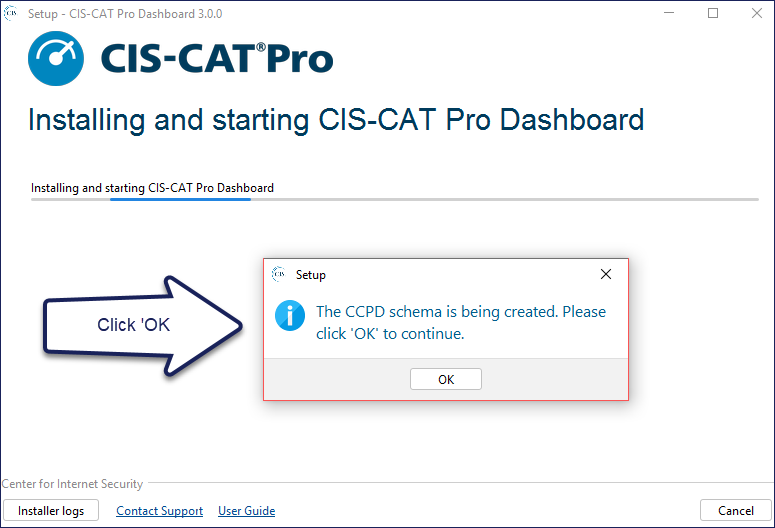 Setup - CIS-CAT Pro Dashboard 3.0.0
CIS-CAT®Pro
Installing and starting CIS-CAT Pro Dashboard
Installing and starting CIS-CAT Pro Dashboard
CIS
Setup
Click 'OK
The CCPD schema is being created. Please
click 'OK' to continue.
OK
Center for Internet Security
Installer logs
Contact Support
User Guide
Cancel